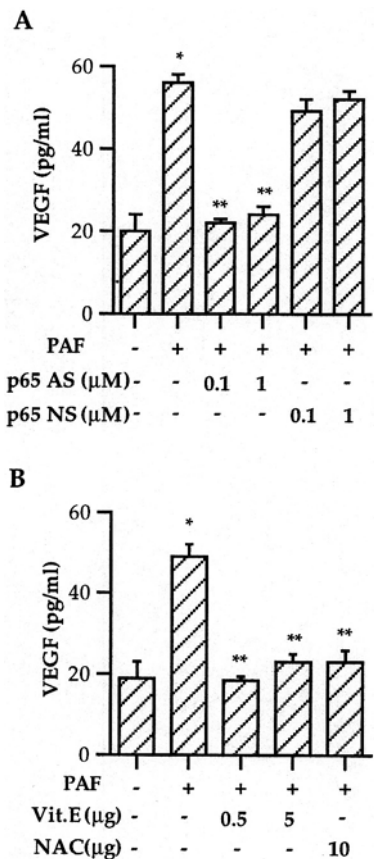 A
60
*
40
VEGF (pg/ml)
**
**
20
0
PAF - + + + + +
p65 AS (μM) - - 0.1 1 - -
p65 NS (μM) - - - - 0.1 1
B
60
*
40
VEGF (pg/ml)
**
**
**
20
0
PAF - + + + +
Vit.E (μg) - - 0.5 5 -
NAC(μg) - - - - 10